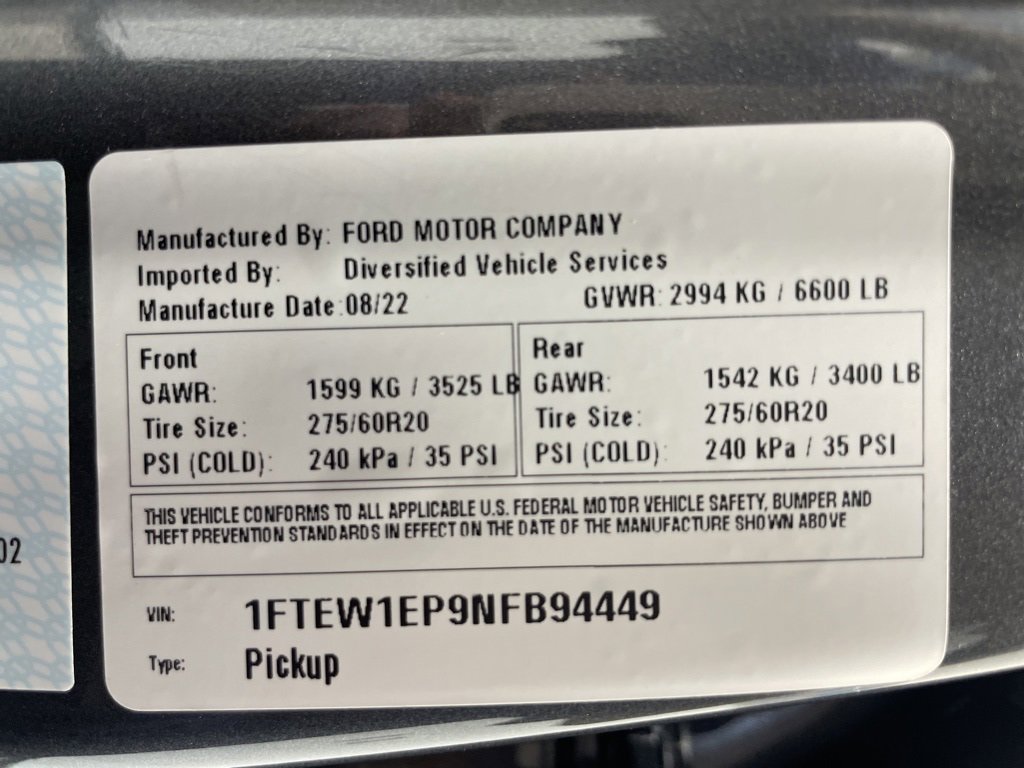 Manufactured By: FORD MOTOR COMPANY
Imported By: Diversified Vehicle Services
Manufacture Date: 08/22 GVWR: 2994 KG / 6600 LB
Front
GAWR: 1599 KG / 3525 LB
Tire Size: 275/60R20
PSI (COLD): 240 kPa / 35 PSI
Rear
GAWR: 1542 KG / 3400 LB
Tire Size: 275/60R20
PSI (COLD): 240 kPa / 35 PSI
THIS VEHICLE CONFORMS TO ALL APPLICABLE U.S. FEDERAL MOTOR VEHICLE SAFETY, BUMPER AND
THEFT PREVENTION STANDARDS IN EFFECT ON THE DATE OF THE MANUFACTURE SHOWN ABOVE
VIN: 1FTEW1EP9NFB94449
Type: Pickup
02